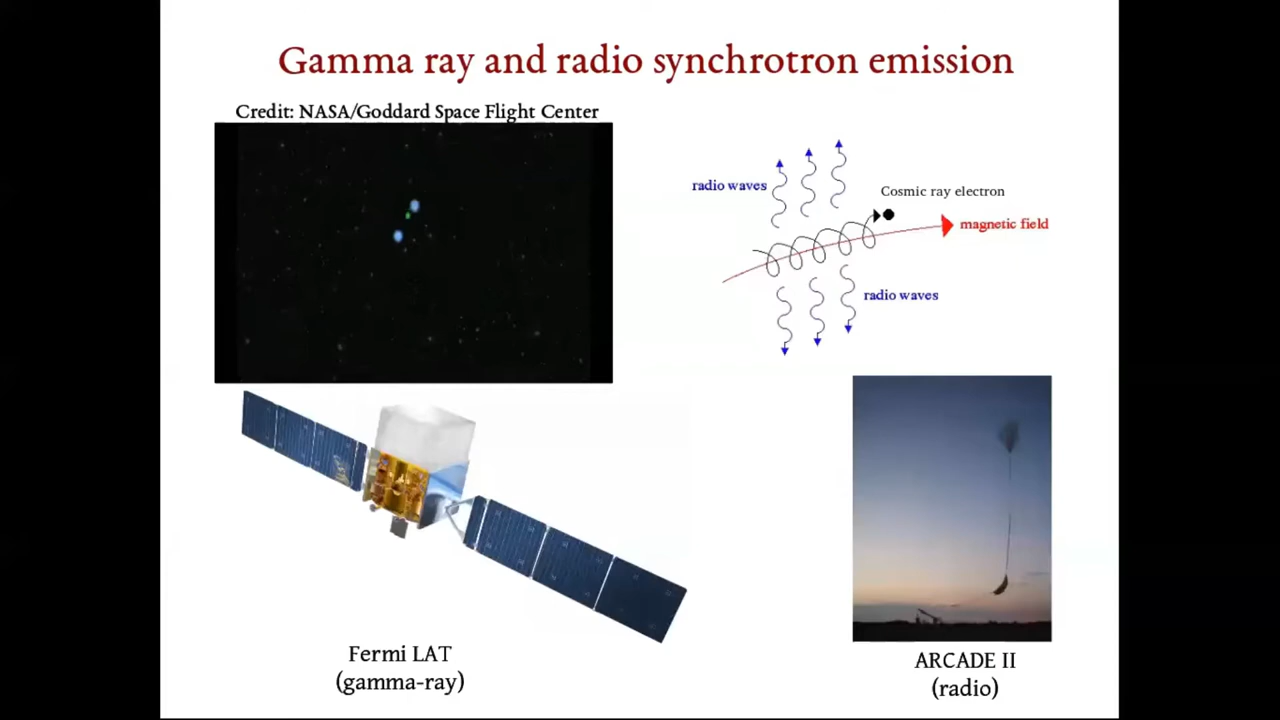 Gamma ray and radio synchrotron emission
Credit: NASA/Goddard Space Flight Center
radio waves
Cosmic ray electron
magnetic field
radio waves
Fermi LAT
(gamma-ray)
ARCADE II
(radio)